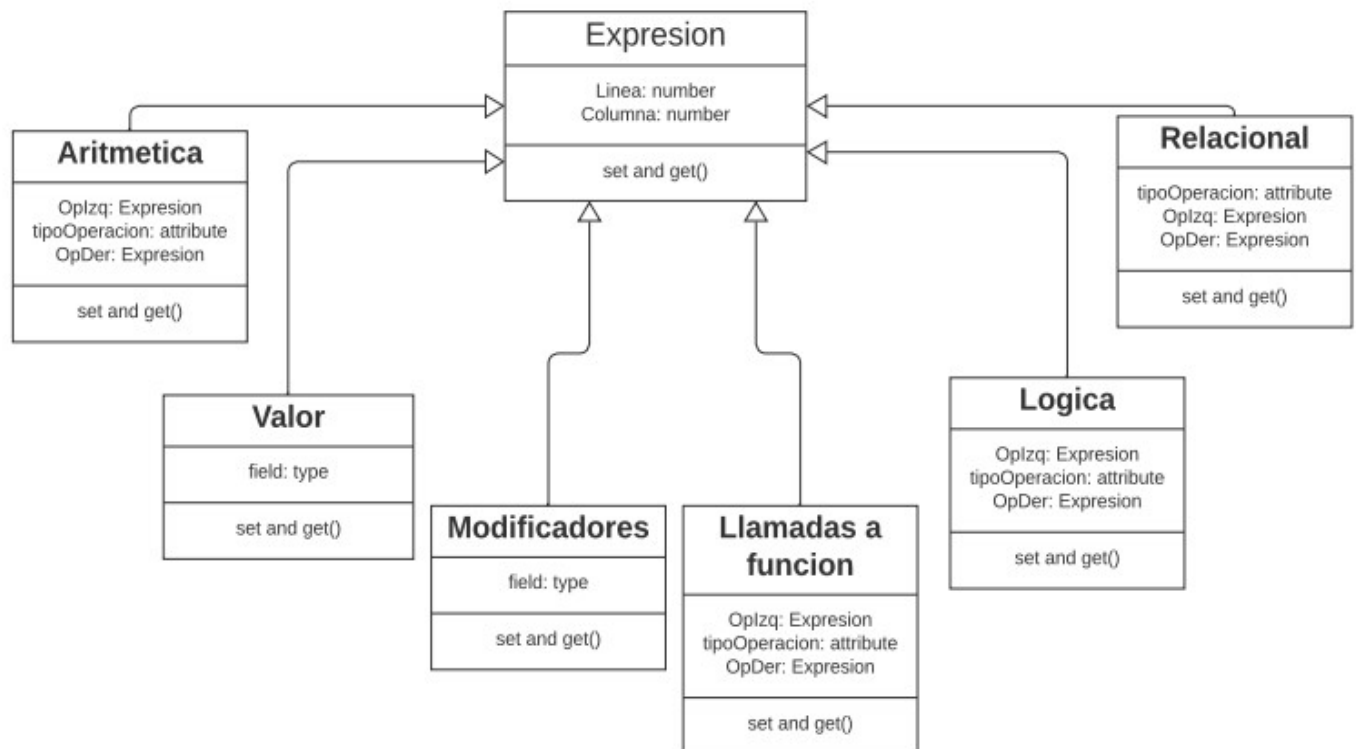 Expresion
Linea: number
Columna: number
set and get()
Aritmetica
OpIzq: Expresion
tipoOperacion: attribute
OpDer: Expresion
set and get()
Relacional
tipoOperacion: attribute
OpIzq: Expresion
OpDer: Expresion
set and get()
Valor
field: type
set and get()
Logica
OpIzq: Expresion
tipoOperacion: attribute
OpDer: Expresion
set and get()
Modificadores
field: type
set and get()
Llamadas a
funcion
OpIzq: Expresion
tipoOperacion: attribute
OpDer: Expresion
set and get()